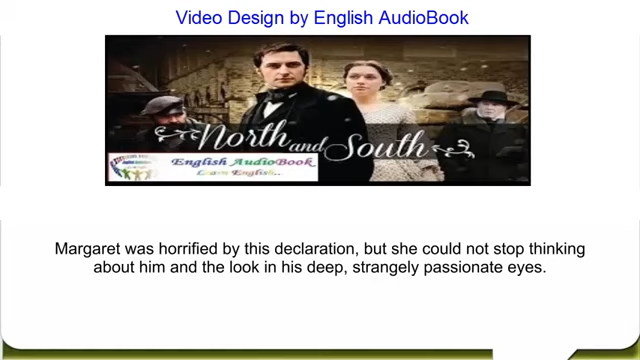 Video Design by English AudioBook
North and South
English AudioBook
Learn English...
Margaret was horrified by this declaration, but she could not stop thinking
about him and the look in his deep, strangely passionate eyes.